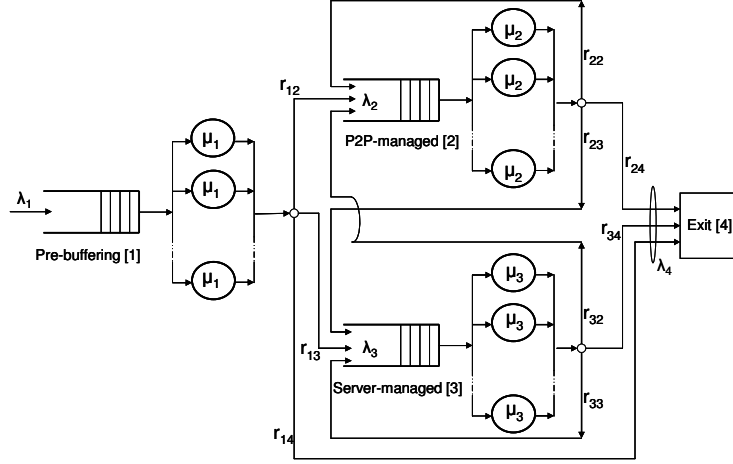 λ1
Pre-buffering [1]
μ1
μ1
μ1
r12
r13
r14
λ2
P2P-managed [2]
μ2
μ2
μ2
r22
r23
r24
λ3
Server-managed [3]
μ3
μ3
μ3
r32
r33
r34
λ4
Exit [4]